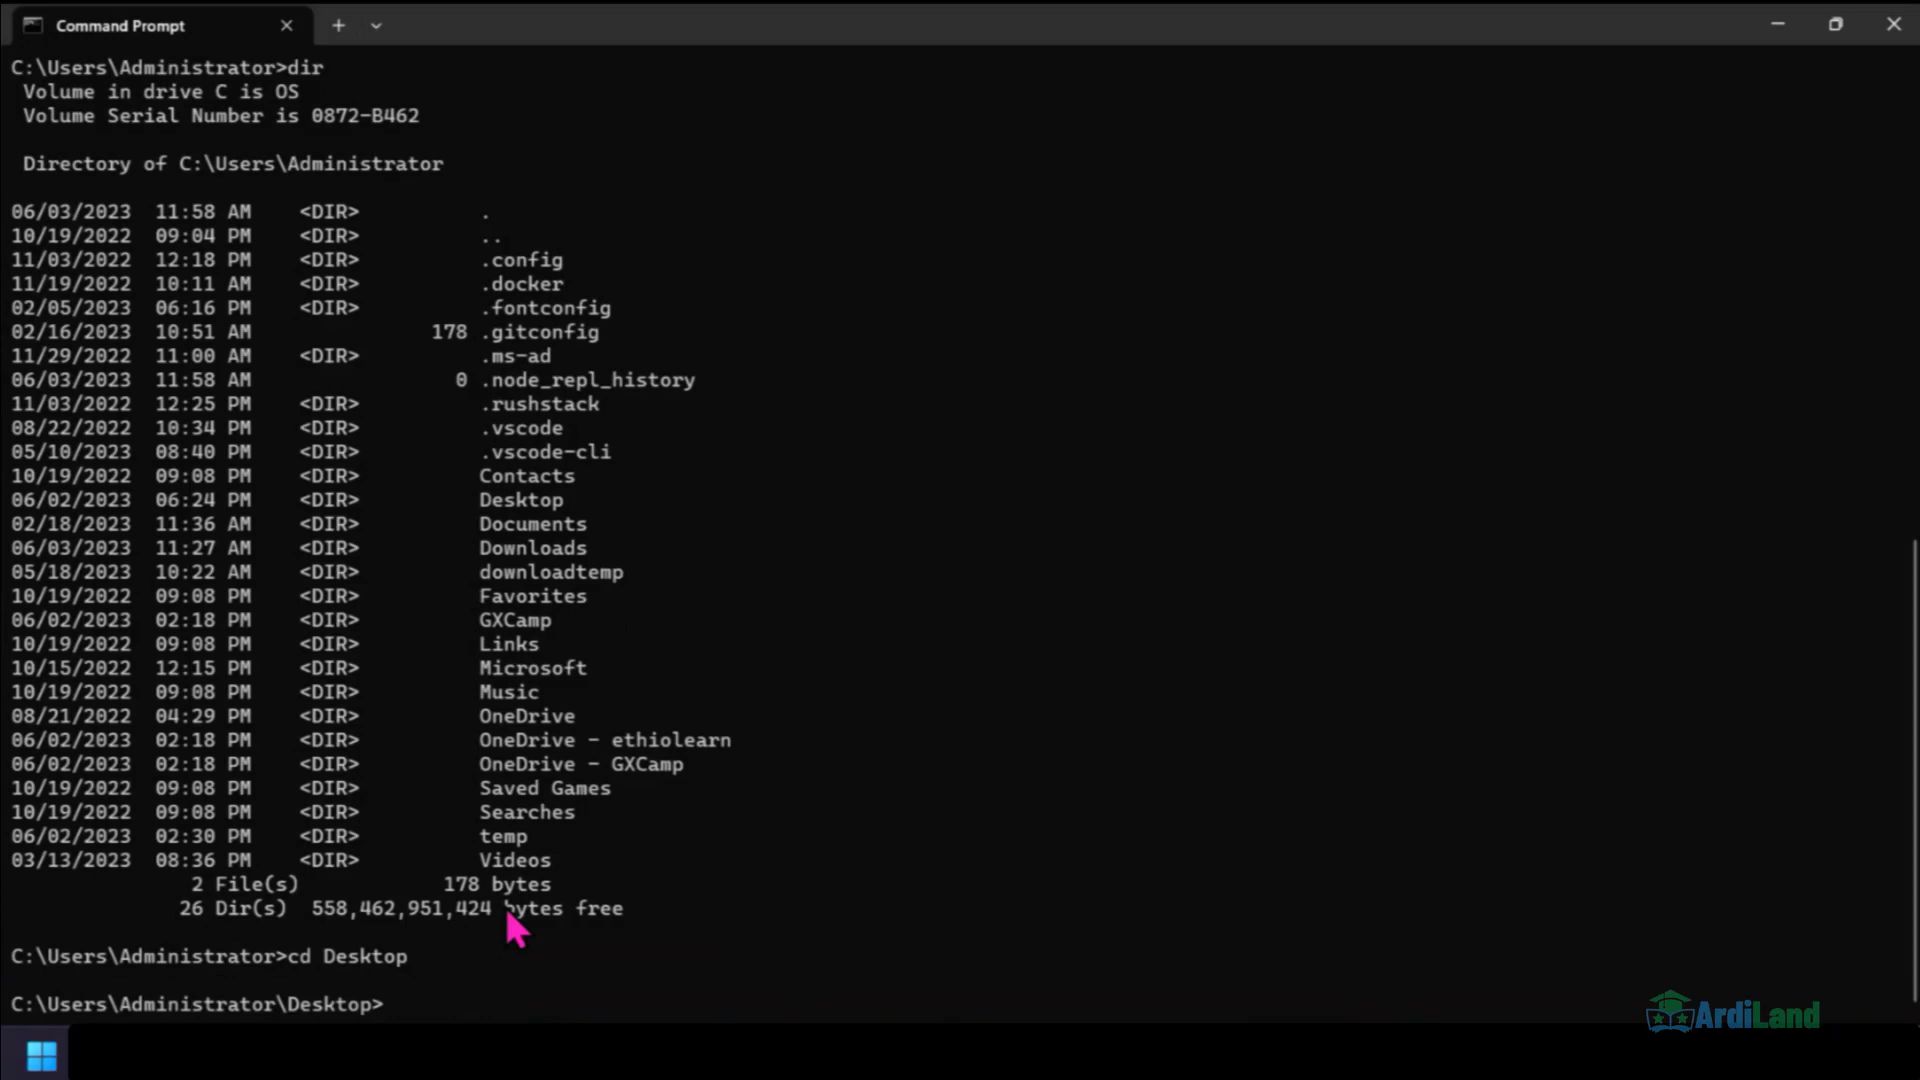 Command Prompt
C:\Users\Administrator>dir
Volume in drive C is OS
Volume Serial Number is 0872-B462
Directory of C:\Users\Administrator
06/03/2023 11:58 AM <DIR> .
10/19/2022 09:04 PM <DIR> ..
11/03/2022 12:18 PM <DIR> .config
11/19/2022 10:11 AM <DIR> .docker
02/05/2023 06:16 PM <DIR> .fontconfig
02/16/2023 10:51 AM 178 .gitconfig
11/29/2022 11:00 AM <DIR> .ms-ad
06/03/2023 11:58 AM 0 .node_repl_history
11/03/2022 12:25 PM <DIR> .rushstack
08/22/2022 10:34 PM <DIR> .vscode
05/10/2023 08:40 PM <DIR> .vscode-cli
10/19/2022 09:08 PM <DIR> Contacts
06/02/2023 06:24 PM <DIR> Desktop
02/18/2023 11:36 AM <DIR> Documents
06/03/2023 11:27 AM <DIR> Downloads
05/18/2023 10:22 AM <DIR> downloadtemp
10/19/2022 09:08 PM <DIR> Favorites
06/02/2023 02:18 PM <DIR> GXCamp
10/19/2022 09:08 PM <DIR> Links
10/15/2022 12:15 PM <DIR> Microsoft
10/19/2022 09:08 PM <DIR> Music
08/21/2022 04:29 PM <DIR> OneDrive
06/02/2023 02:18 PM <DIR> OneDrive - ethiolearn
06/02/2023 02:18 PM <DIR> OneDrive - GXCamp
10/19/2022 09:08 PM <DIR> Saved Games
10/19/2022 09:08 PM <DIR> Searches
06/02/2023 02:30 PM <DIR> temp
03/13/2023 08:36 PM <DIR> Videos
2 File(s) 178 bytes
26 Dir(s) 558,462,951,424 bytes free
C:\Users\Administrator>cd Desktop
C:\Users\Administrator\Desktop>
ArdiLand